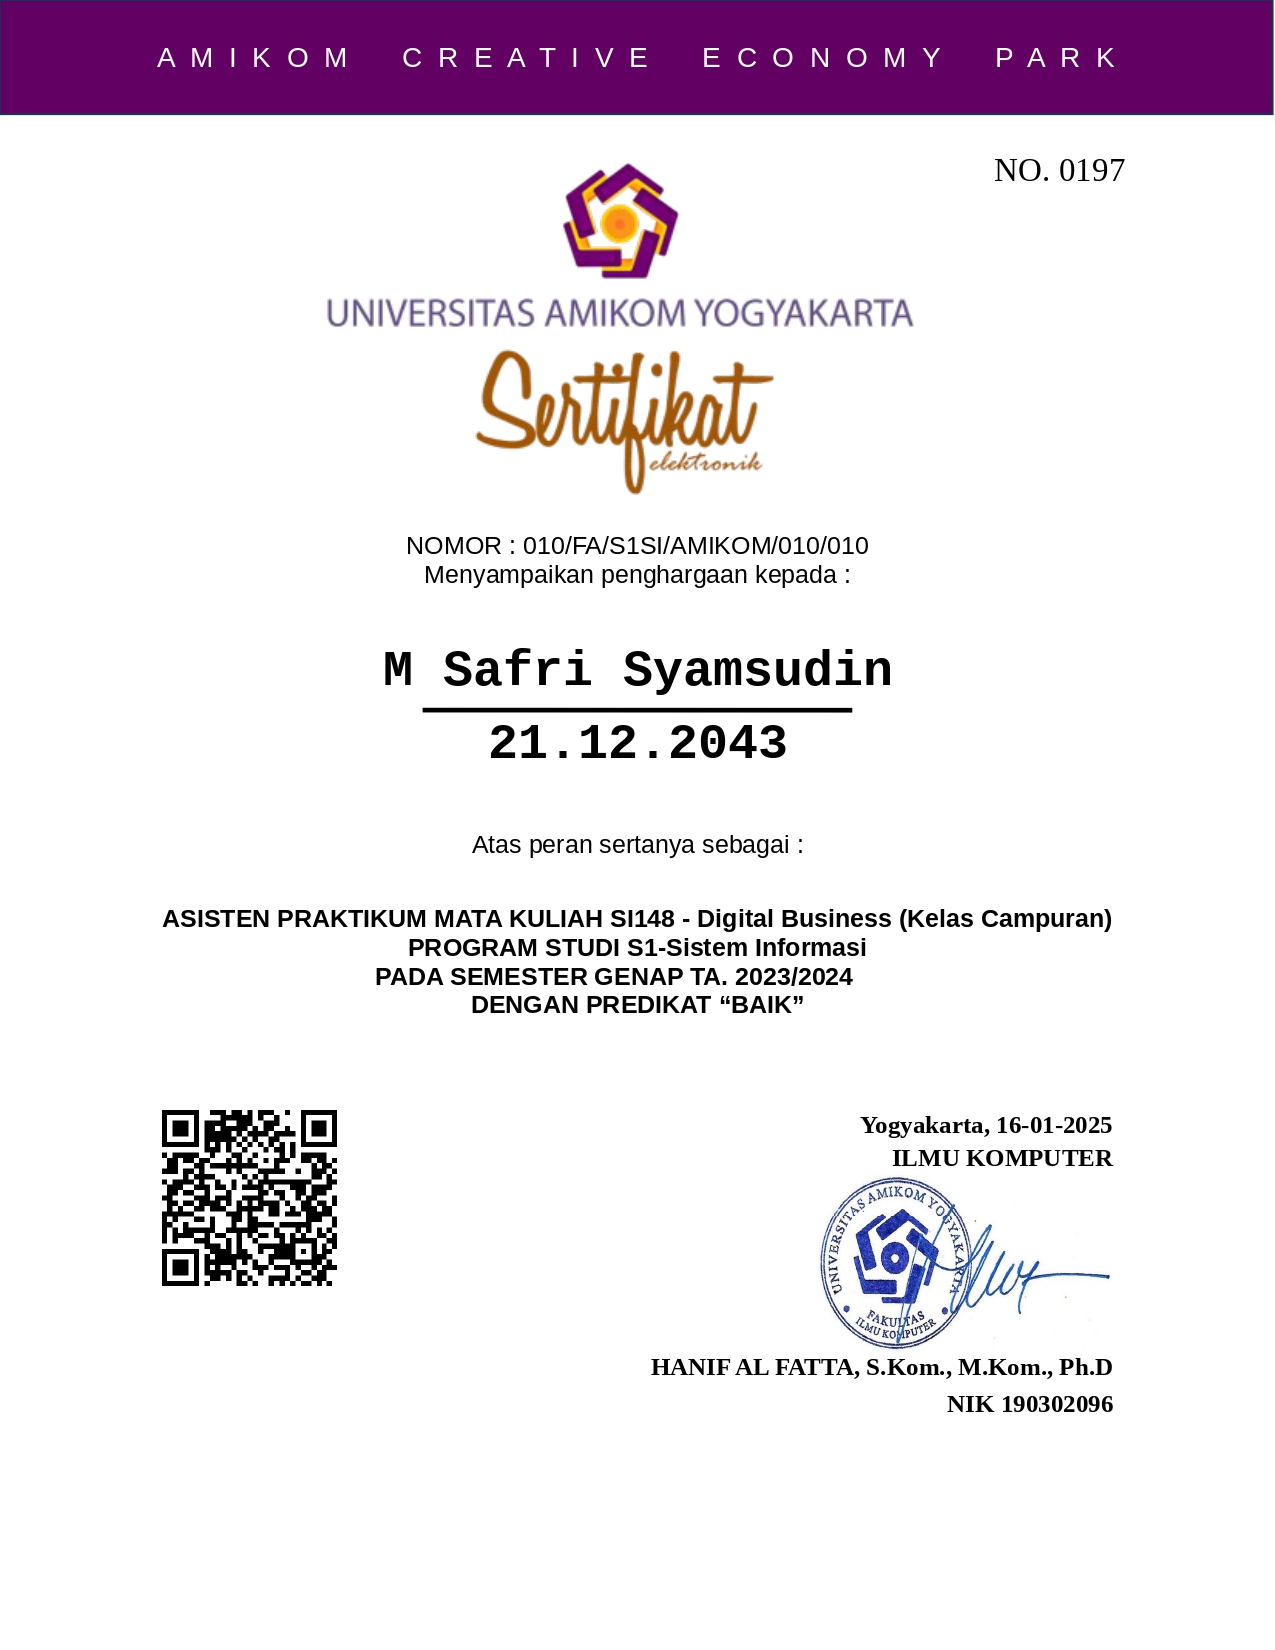 AMIKOM CREATIVE ECONOMY PARK
NO. 0197
UNIVERSITAS AMIKOM YOGYAKARTA
Sertifikat
elektronik
NOMOR : 010/FA/S1SI/AMIKOM/010/010
Menyampaikan penghargaan kepada :
M Safri Syamsudin
21.12.2043
Atas peran sertanya sebagai :
ASISTEN PRAKTIKUM MATA KULIAH SI148 - Digital Business (Kelas Campuran)
PROGRAM STUDI S1-Sistem Informasi
PADA SEMESTER GENAP TA. 2023/2024
DENGAN PREDIKAT “BAIK”
Yogyakarta, 16-01-2025
ILMU KOMPUTER
UNIVERSITAS AMIKOM YOGYAKARTA
FAKULTAS
ILMU KOMPUTER
HANIF AL FATTA, S.Kom., M.Kom., Ph.D
NIK 190302096